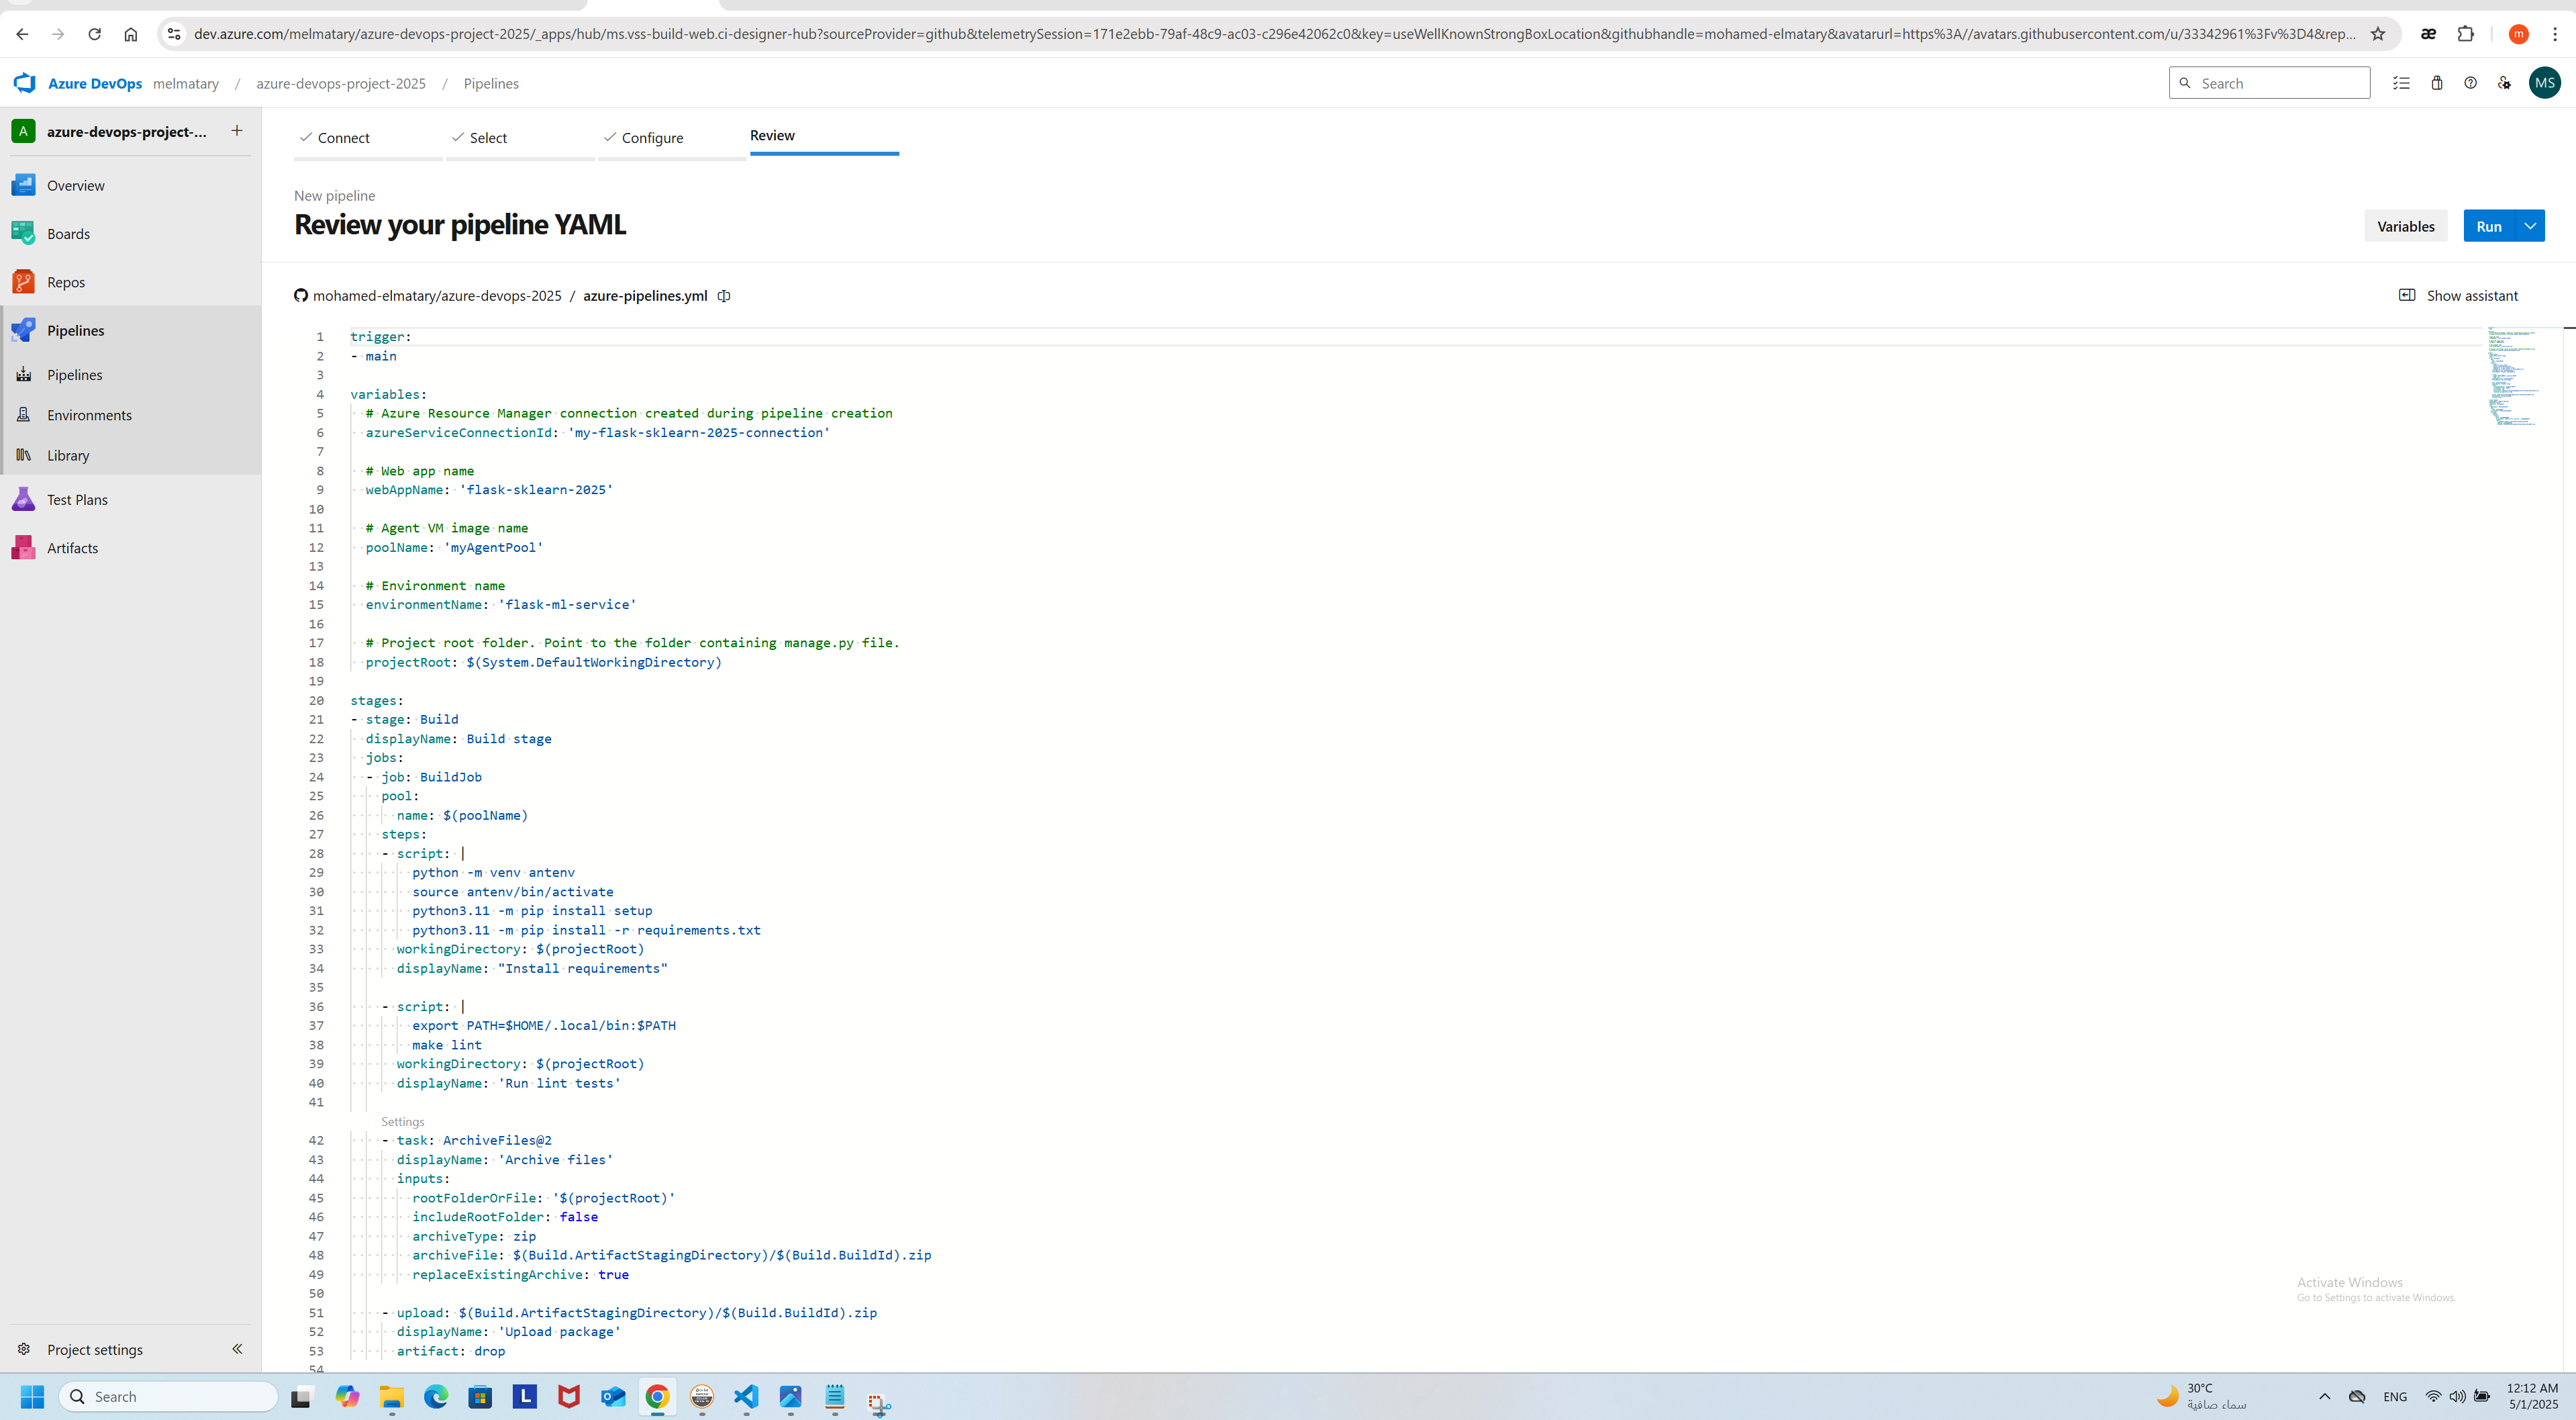 dev.azure.com/melmatary/azure-devops-project-2025/_apps/hub/ms.vss-build-web.ci-designer-hub?sourceProvider=github&telemetrySession=171e2ebb-79af-48c9-ac03-c296e42062c0&key=useWellKnownStrongBoxLocation&githubhandle=mohamed-elmatary&avatarurl=https%3A//avatars.githubusercontent.com/u/33342961%3Fv%3D4&rep...
m
Azure DevOps melmatary / azure-devops-project-2025 / Pipelines
Search
MS
A azure-devops-project-... +
Overview
Boards
Repos
Pipelines
Pipelines
Environments
Library
Test Plans
Artifacts
Project settings
Connect Select Configure Review
New pipeline
Review your pipeline YAML
Variables Run
mohamed-elmatary/azure-devops-2025 / azure-pipelines.yml
Show assistant
1 trigger:
2 - main
3
4 variables:
5 # Azure Resource Manager connection created during pipeline creation
6 azureServiceConnectionId: 'my-flask-sklearn-2025-connection'
7
8 # Web app name
9 webAppName: 'flask-sklearn-2025'
10
11 # Agent VM image name
12 poolName: 'myAgentPool'
13
14 # Environment name
15 environmentName: 'flask-ml-service'
16
17 # Project root folder. Point to the folder containing manage.py file.
18 projectRoot: $(System.DefaultWorkingDirectory)
19
20 stages:
21 - stage: Build
22 displayName: Build stage
23 jobs:
24 - job: BuildJob
25 pool:
26 name: $(poolName)
27 steps:
28 - script: |
29 python -m venv antenv
30 source antenv/bin/activate
31 python3.11 -m pip install setup
32 python3.11 -m pip install -r requirements.txt
33 workingDirectory: $(projectRoot)
34 displayName: "Install requirements"
35
36 - script: |
37 export PATH=$HOME/.local/bin:$PATH
38 make lint
39 workingDirectory: $(projectRoot)
40 displayName: 'Run lint tests'
41
Settings
42 - task: ArchiveFiles@2
43 displayName: 'Archive files'
44 inputs:
45 rootFolderOrFile: '$(projectRoot)'
46 includeRootFolder: false
47 archiveType: zip
48 archiveFile: $(Build.ArtifactStagingDirectory)/$(Build.BuildId).zip
49 replaceExistingArchive: true
50
51 - upload: $(Build.ArtifactStagingDirectory)/$(Build.BuildId).zip
52 displayName: 'Upload package'
53 artifact: drop
54
Activate Windows
Go to Settings to activate Windows.
Search
L
30°C
سماء صافية
ENG
12:12 AM
5/1/2025